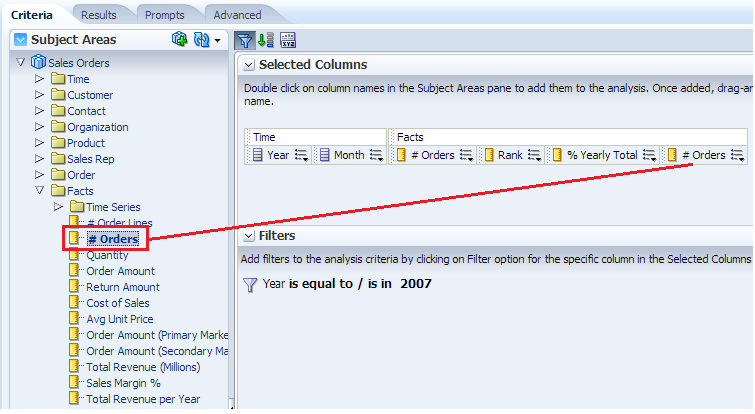 Criteria Results Prompts Advanced
Subject Areas
Sales Orders
Time
Customer
Contact
Organization
Product
Sales Rep
Order
Facts
Time Series
# Order Lines
# Orders
Quantity
Order Amount
Return Amount
Cost of Sales
Avg Unit Price
Order Amount (Primary Marke
Order Amount (Secondary Ma
Total Revenue (Millions)
Sales Margin %
Total Revenue per Year
XYZ
Selected Columns
Double click on column names in the Subject Areas pane to add them to the analysis. Once added, drag-an
name.
Time Facts
Year Month # Orders Rank % Yearly Total # Orders
Filters
Add filters to the analysis criteria by clicking on Filter option for the specific column in the Selected Columns
Year is equal to / is in 2007